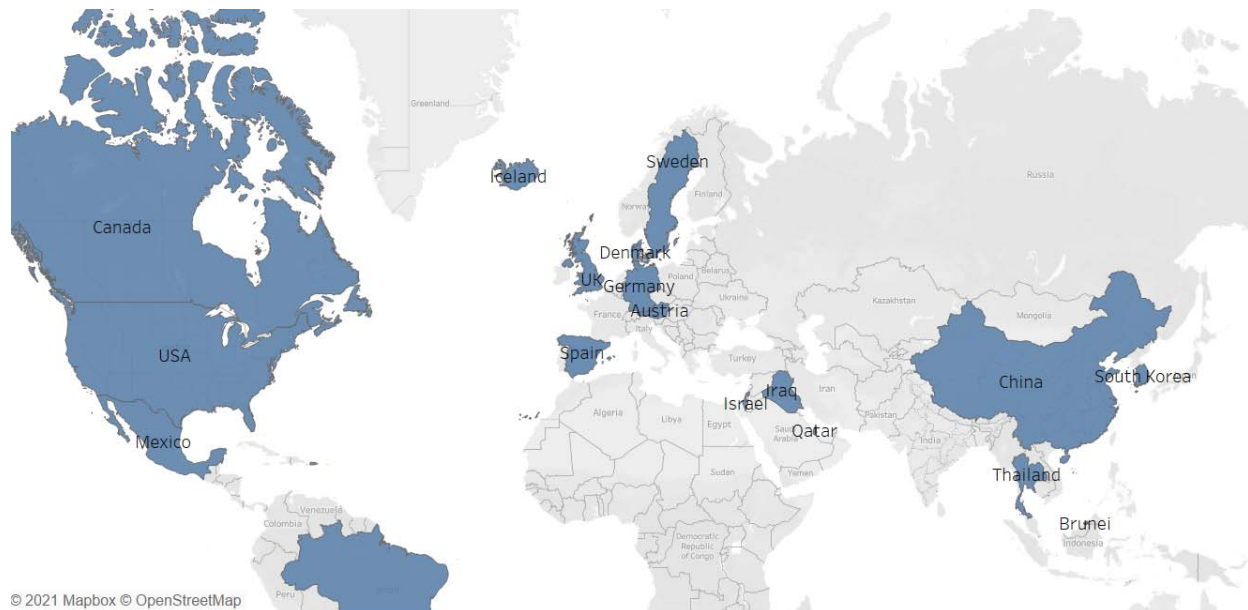 Greenland
Iceland
Sweden
Norway
Finland
Russia
Canada
Denmark
UK
Germany
Poland
Belarus
Ukraine
Austria
France
Italy
Kazakhstan
Mongolia
USA
Spain
Turkey
China
South Korea
Israel
Iraq
Iran
Pakistan
Algeria
Libya
Egypt
Saudi
Arabia
Qatar
India
Mexico
Sudan
Yemen
Thailand
Venezuela
Colombia
Brunei
Indonesia
Democratic
Republic
of Congo
Peru
© 2021 Mapbox © OpenStreetMap